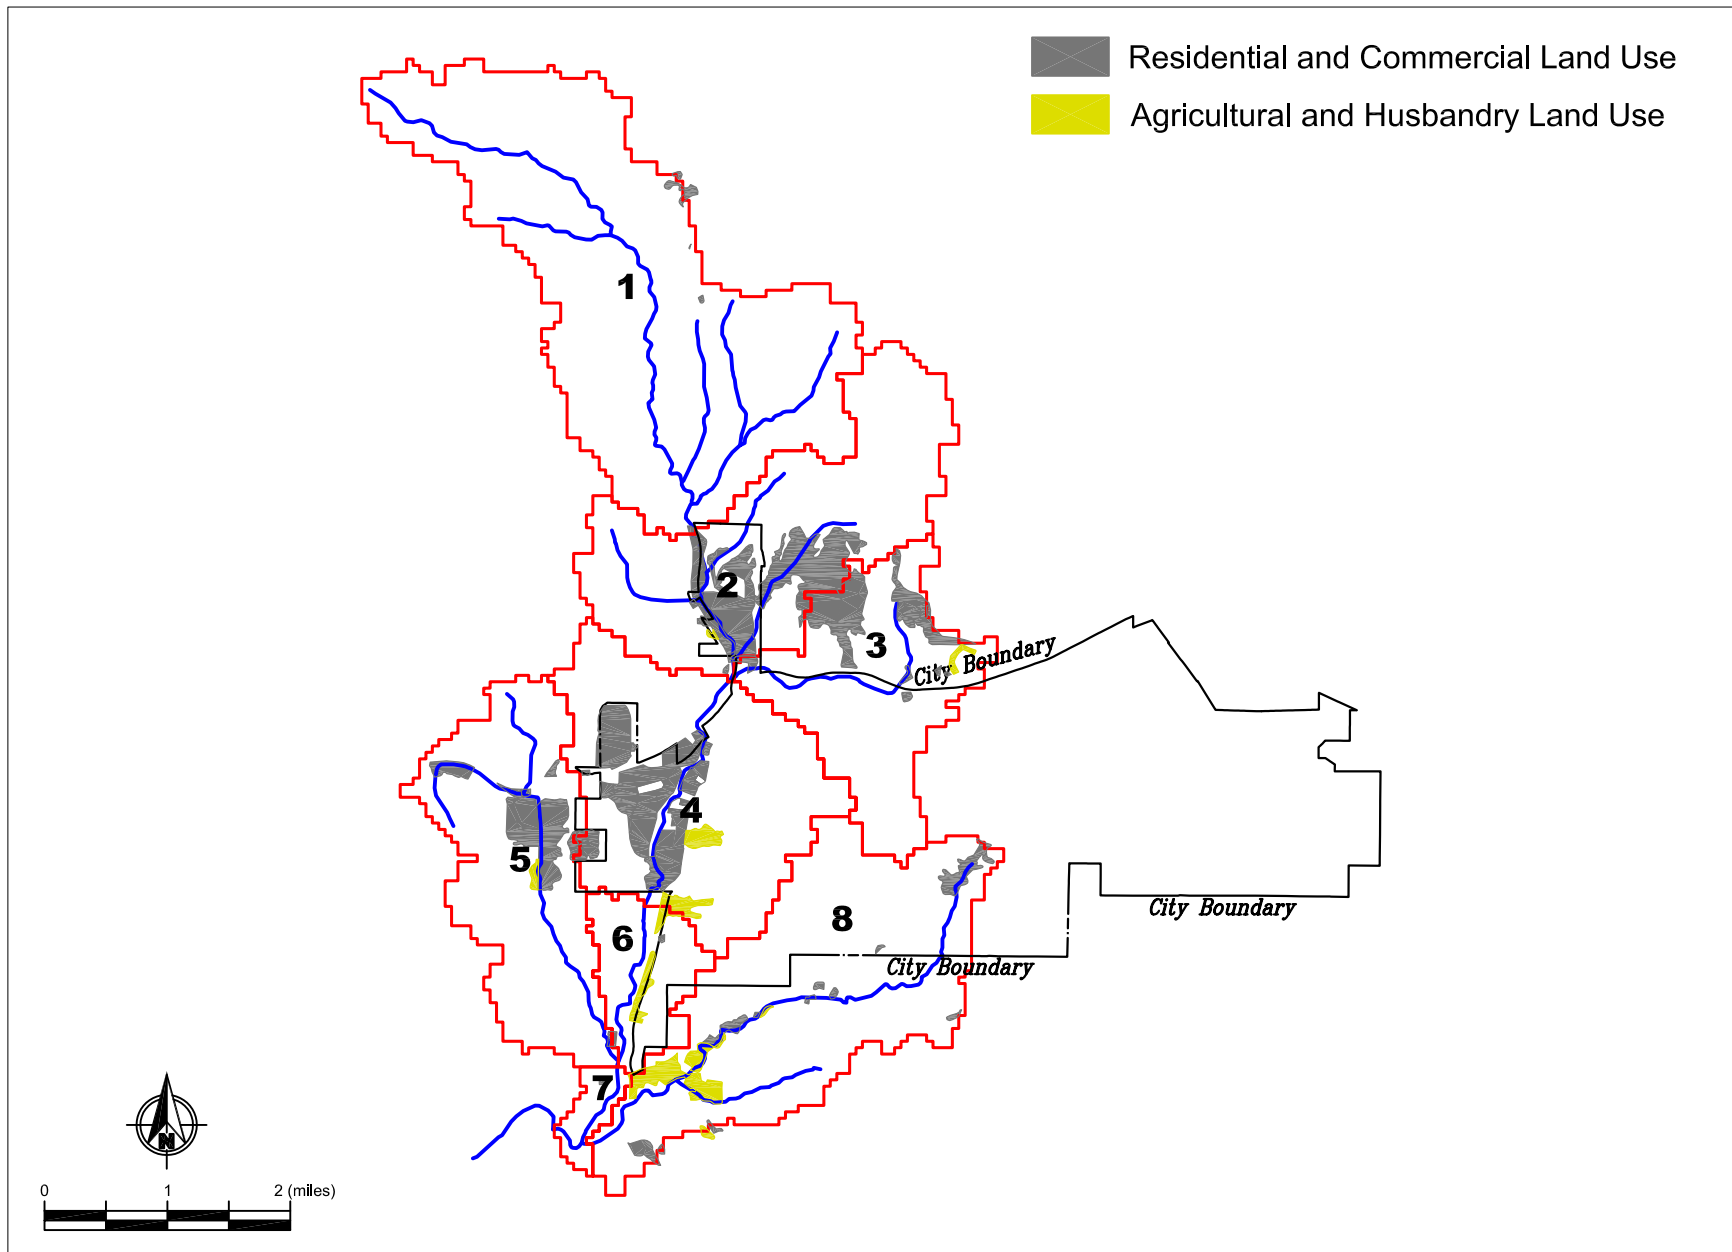 Residential and Commercial Land Use
Agricultural and Husbandry Land Use
1
2
3
City Boundary
4
5
City Boundary
6
8
City Boundary
7
N
0 1 2 (miles)